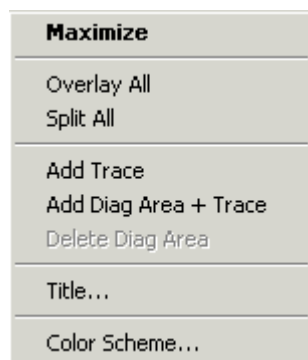 Maximize
Overlay All
Split All
Add Trace
Add Diag Area + Trace
Delete Diag Area
Title...
Color Scheme...